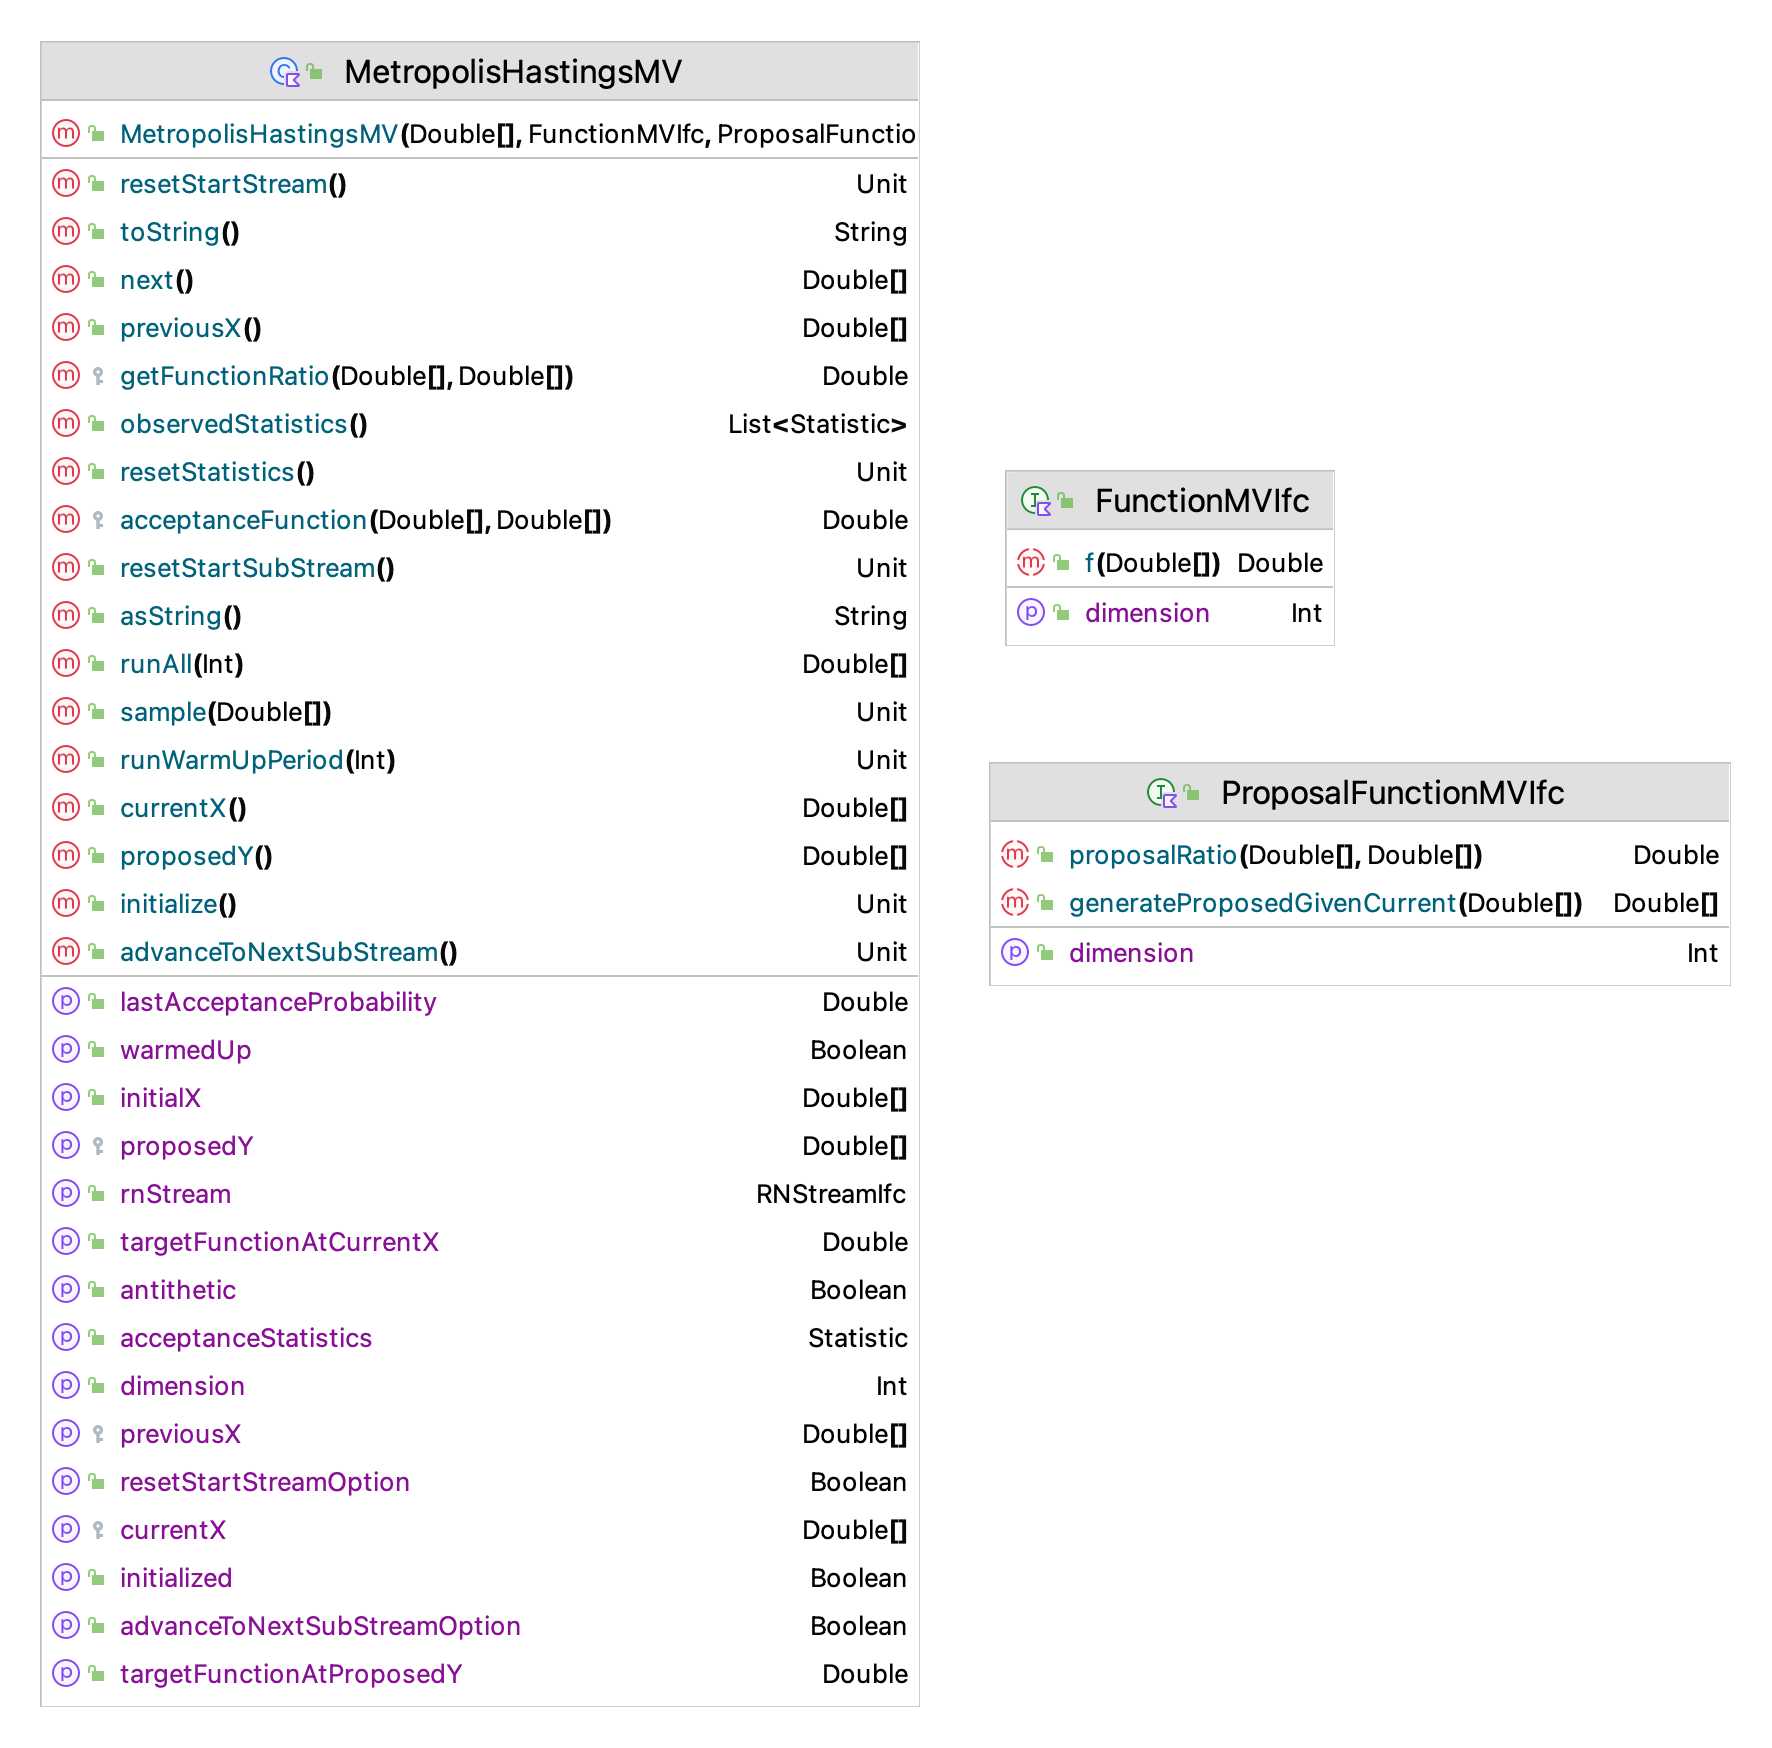 MetropolisHastingsMV
MetropolisHastingsMV(Double[], FunctionMVIfc, ProposalFunctio
resetStartStream() Unit
toString() String
next() Double[]
previousX() Double[]
getFunctionRatio(Double[], Double[]) Double
observedStatistics() List<Statistic>
resetStatistics() Unit
acceptanceFunction(Double[], Double[]) Double
resetStartSubStream() Unit
asString() String
runAll(Int) Double[]
sample(Double[]) Unit
runWarmUpPeriod(Int) Unit
currentX() Double[]
proposedY() Double[]
initialize() Unit
advanceToNextSubStream() Unit
lastAcceptanceProbability Double
warmedUp Boolean
initialX Double[]
proposedY Double[]
rnStream RNStreamIfc
targetFunctionAtCurrentX Double
antithetic Boolean
acceptanceStatistics Statistic
dimension Int
previousX Double[]
resetStartStreamOption Boolean
currentX Double[]
initialized Boolean
advanceToNextSubStreamOption Boolean
targetFunctionAtProposedY Double
FunctionMVIfc
f(Double[]) Double
dimension Int
ProposalFunctionMVIfc
proposalRatio(Double[], Double[]) Double
generateProposedGivenCurrent(Double[]) Double[]
dimension Int